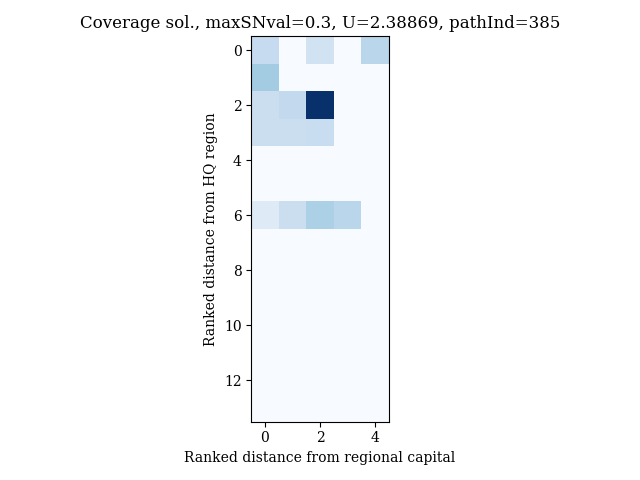 Coverage sol., maxSNval=0.3, U=2.38869, pathInd=385
0
2
4
6
8
10
12
Ranked distance from HQ region
0 2 4
Ranked distance from regional capital